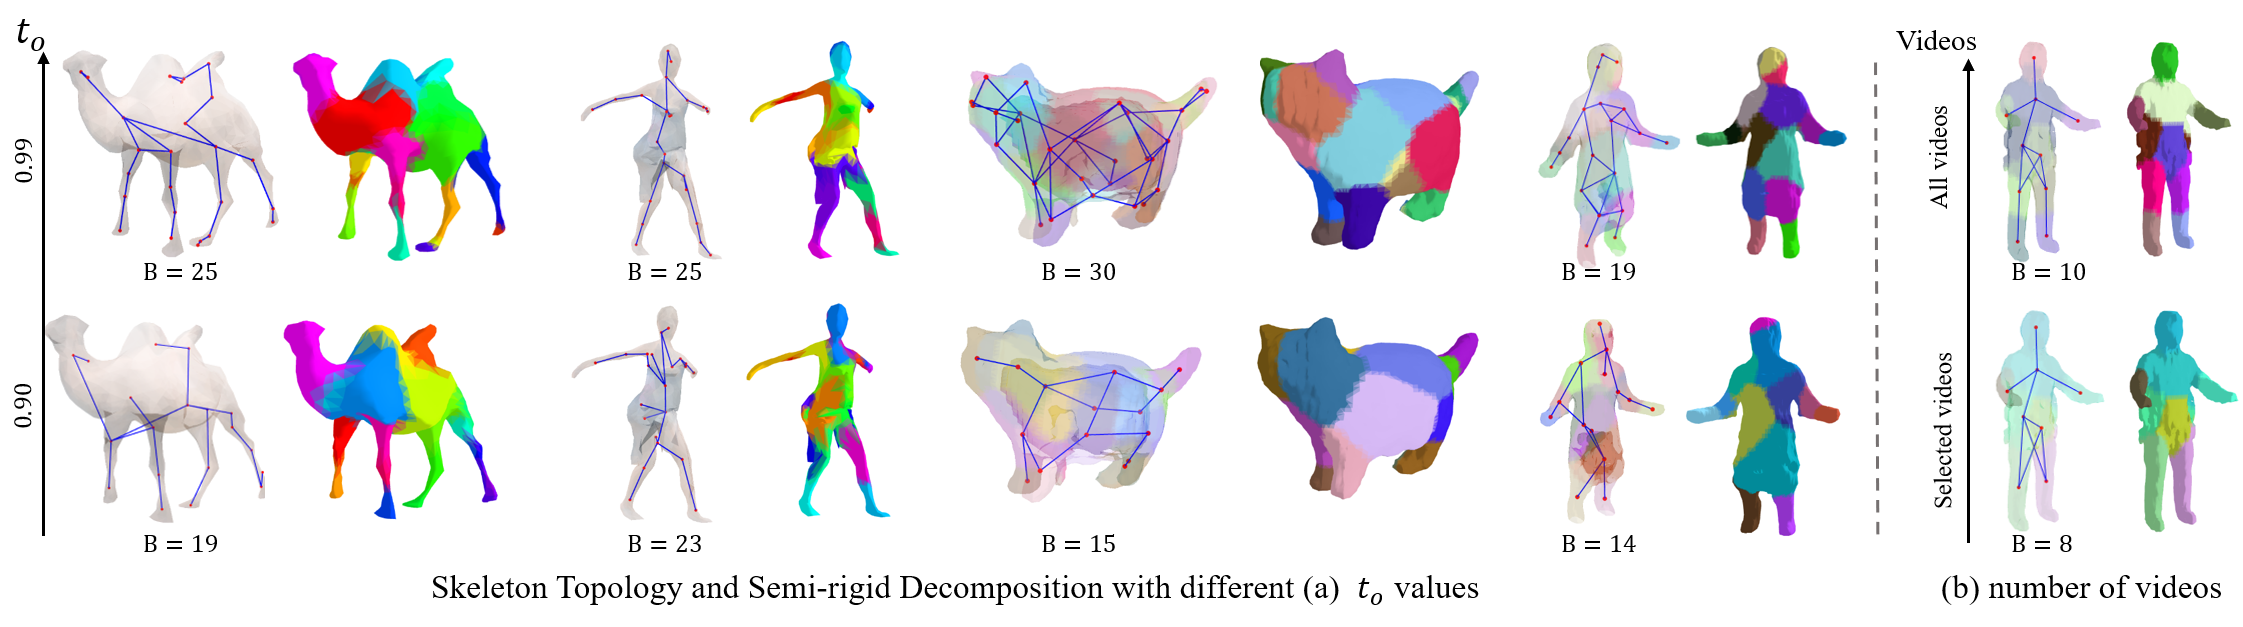 t_o
0.99
B = 25
B = 25
B = 30
B = 19
0.90
B = 19
B = 23
B = 15
B = 14
Skeleton Topology and Semi-rigid Decomposition with different (a) t_o values
Videos
All videos
B = 10
Selected videos
B = 8
(b) number of videos